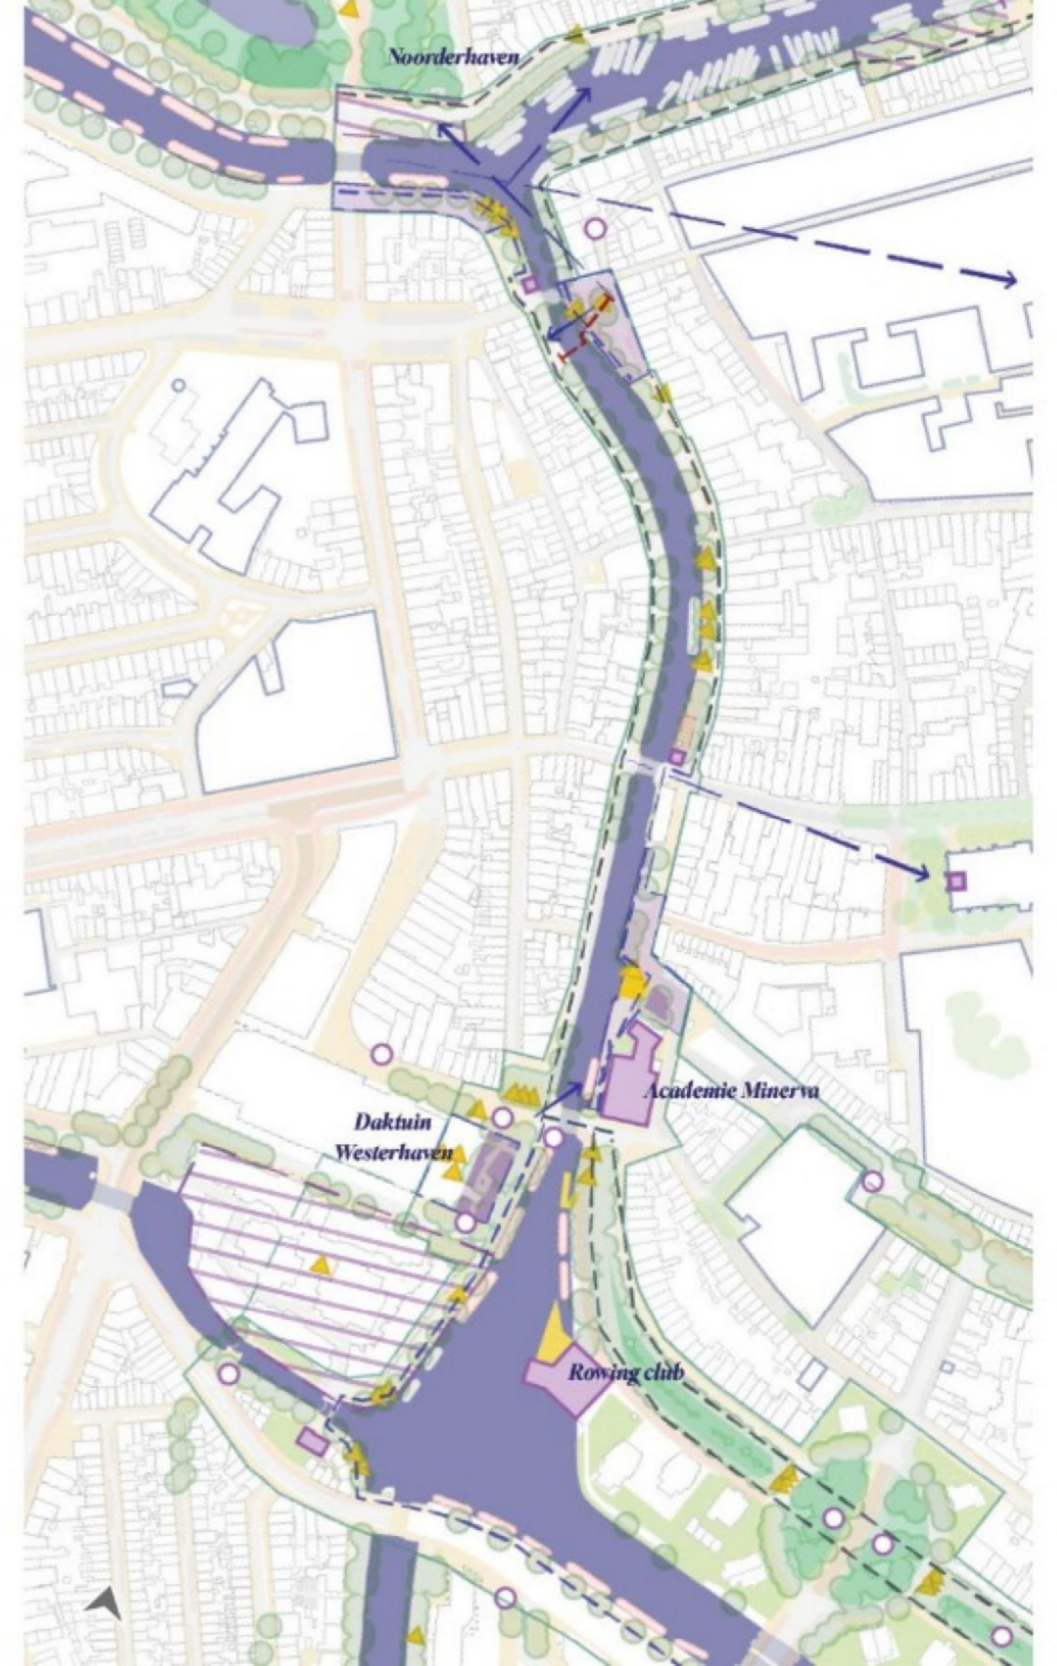 Noorderhaven
Academie Minerva
Daktuin
Westerhaven
Rowing club